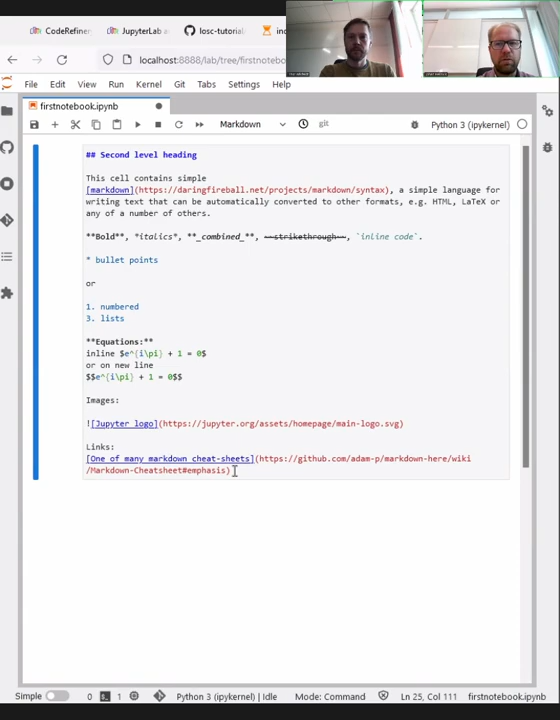 CodeRefiner
JupyterLab a
losc-tutorial
localhost:8888/lab/tree/firstnotebo
File Edit View Run Kernel Git Tabs Settings Help
firstnotebook.ipynb
Markdown git Python 3 (ipykernel)
## Second level heading
This cell contains simple
[markdown](https://daringfireball.net/projects/markdown/syntax), a simple language for
writing text that can be automatically converted to other formats, e.g. HTML, LaTeX or
any of a number of others.
**Bold**, *italics*, **_combined_**, ~~strikethrough~~, `inline code`.
* bullet points
or
1. numbered
3. lists
**Equations:**
inline $e^{i\pi} + 1 = 0$
or on new line
$$e^{i\pi} + 1 = 0$$
Images:
![Jupyter logo](https://jupyter.org/assets/homepage/main-logo.svg)
Links:
[One of many markdown cheat-sheets](https://github.com/adam-p/markdown-here/wiki
/Markdown-Cheatsheet#emphasis)
Simple 0 1 Python 3 (ipykernel) | Idle Mode: Command Ln 25, Col 111 firstnotebook.ipynb